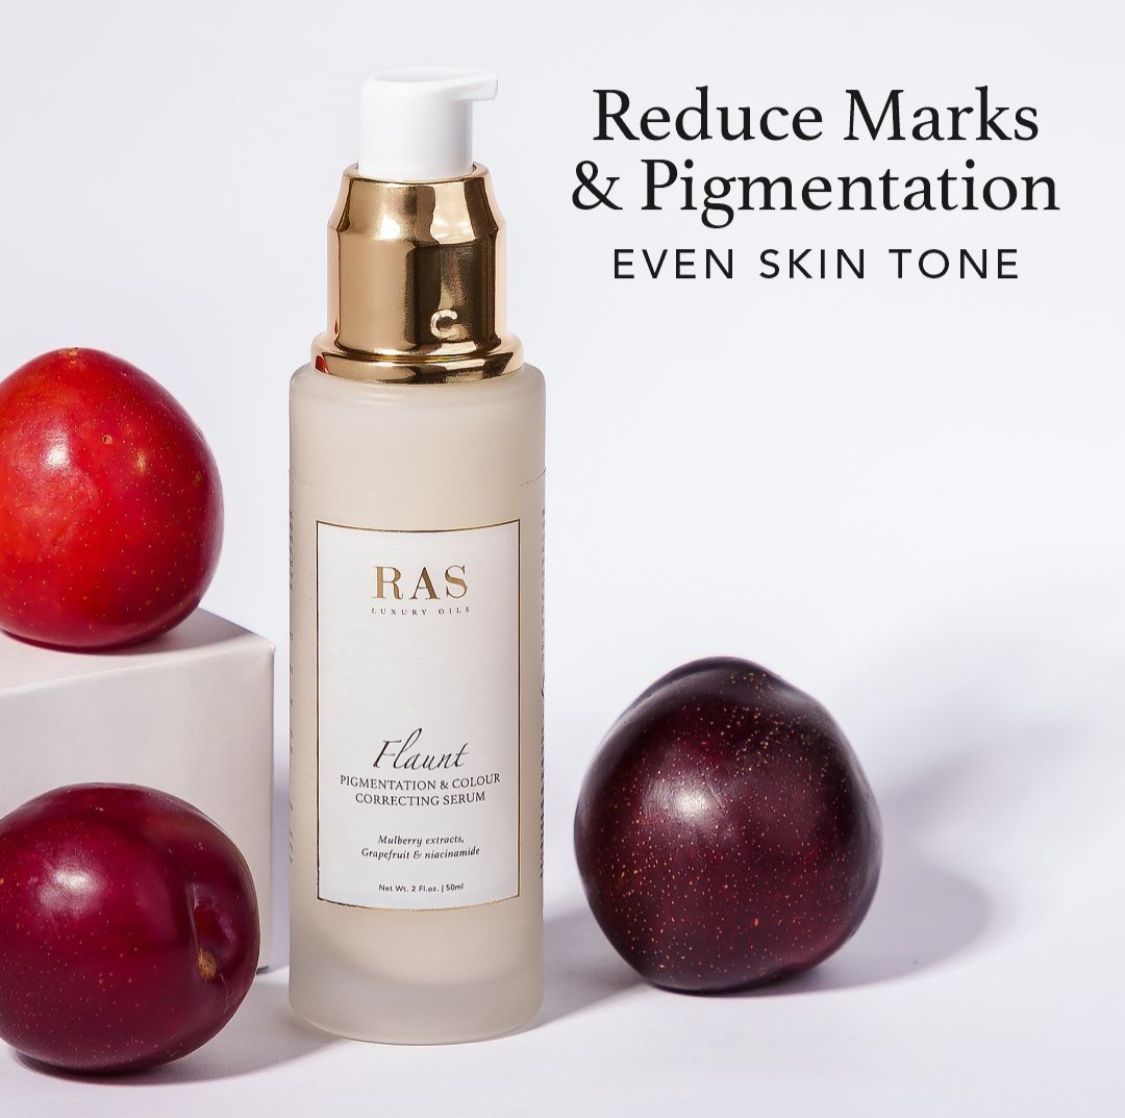 Reduce Marks
& Pigmentation
EVEN SKIN TONE
RAS
LUXURY OILS
Flaunt
PIGMENTATION & COLOUR
CORRECTING SERUM
Mulberry extracts,
Grapefruit & niacinamide
Net Wt. 2 Fl.oz. | 50ml